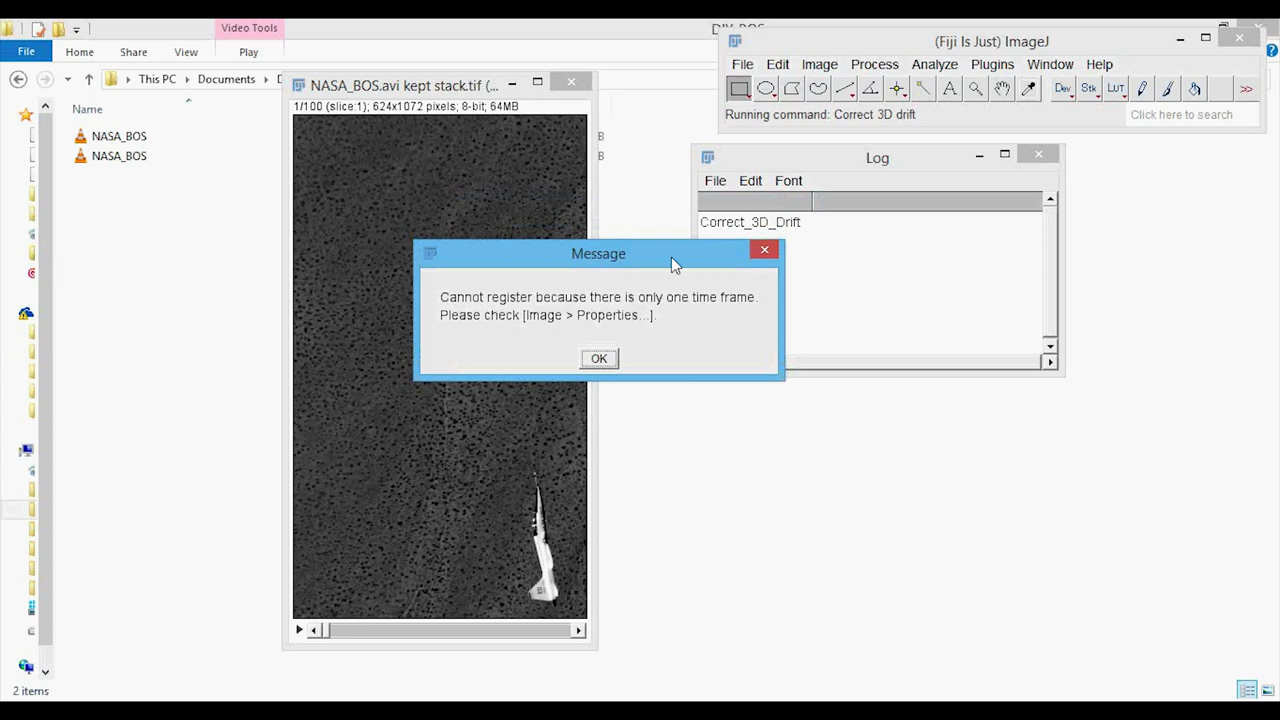 Video Tools
DIY_BOS
File
Home
Share
View
Play
This PC
Documents
Name
NASA_BOS
NASA_BOS
2 items
NASA_BOS.avi kept stack.tif (...
1/100 (slice:1); 624x1072 pixels; 8-bit; 64MB
B
B
(Fiji Is Just) ImageJ
File Edit Image Process Analyze Plugins Window Help
A Dev Stk LUT >>
Running command: Correct 3D drift
Click here to search
Log
File Edit Font
Correct_3D_Drift
Message
Cannot register because there is only one time frame.
Please check [Image > Properties...].
OK